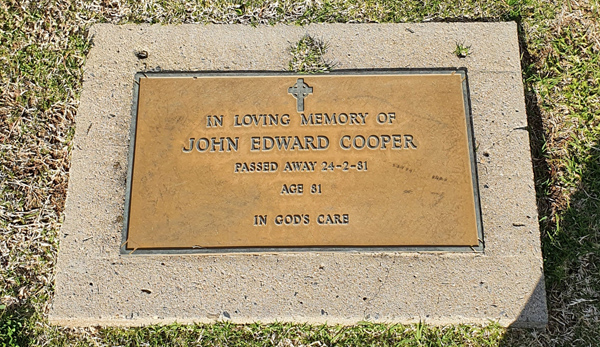 IN LOVING MEMORY OF
JOHN EDWARD COOPER
PASSED AWAY 24-2-81
AGE 81
IN GOD'S CARE